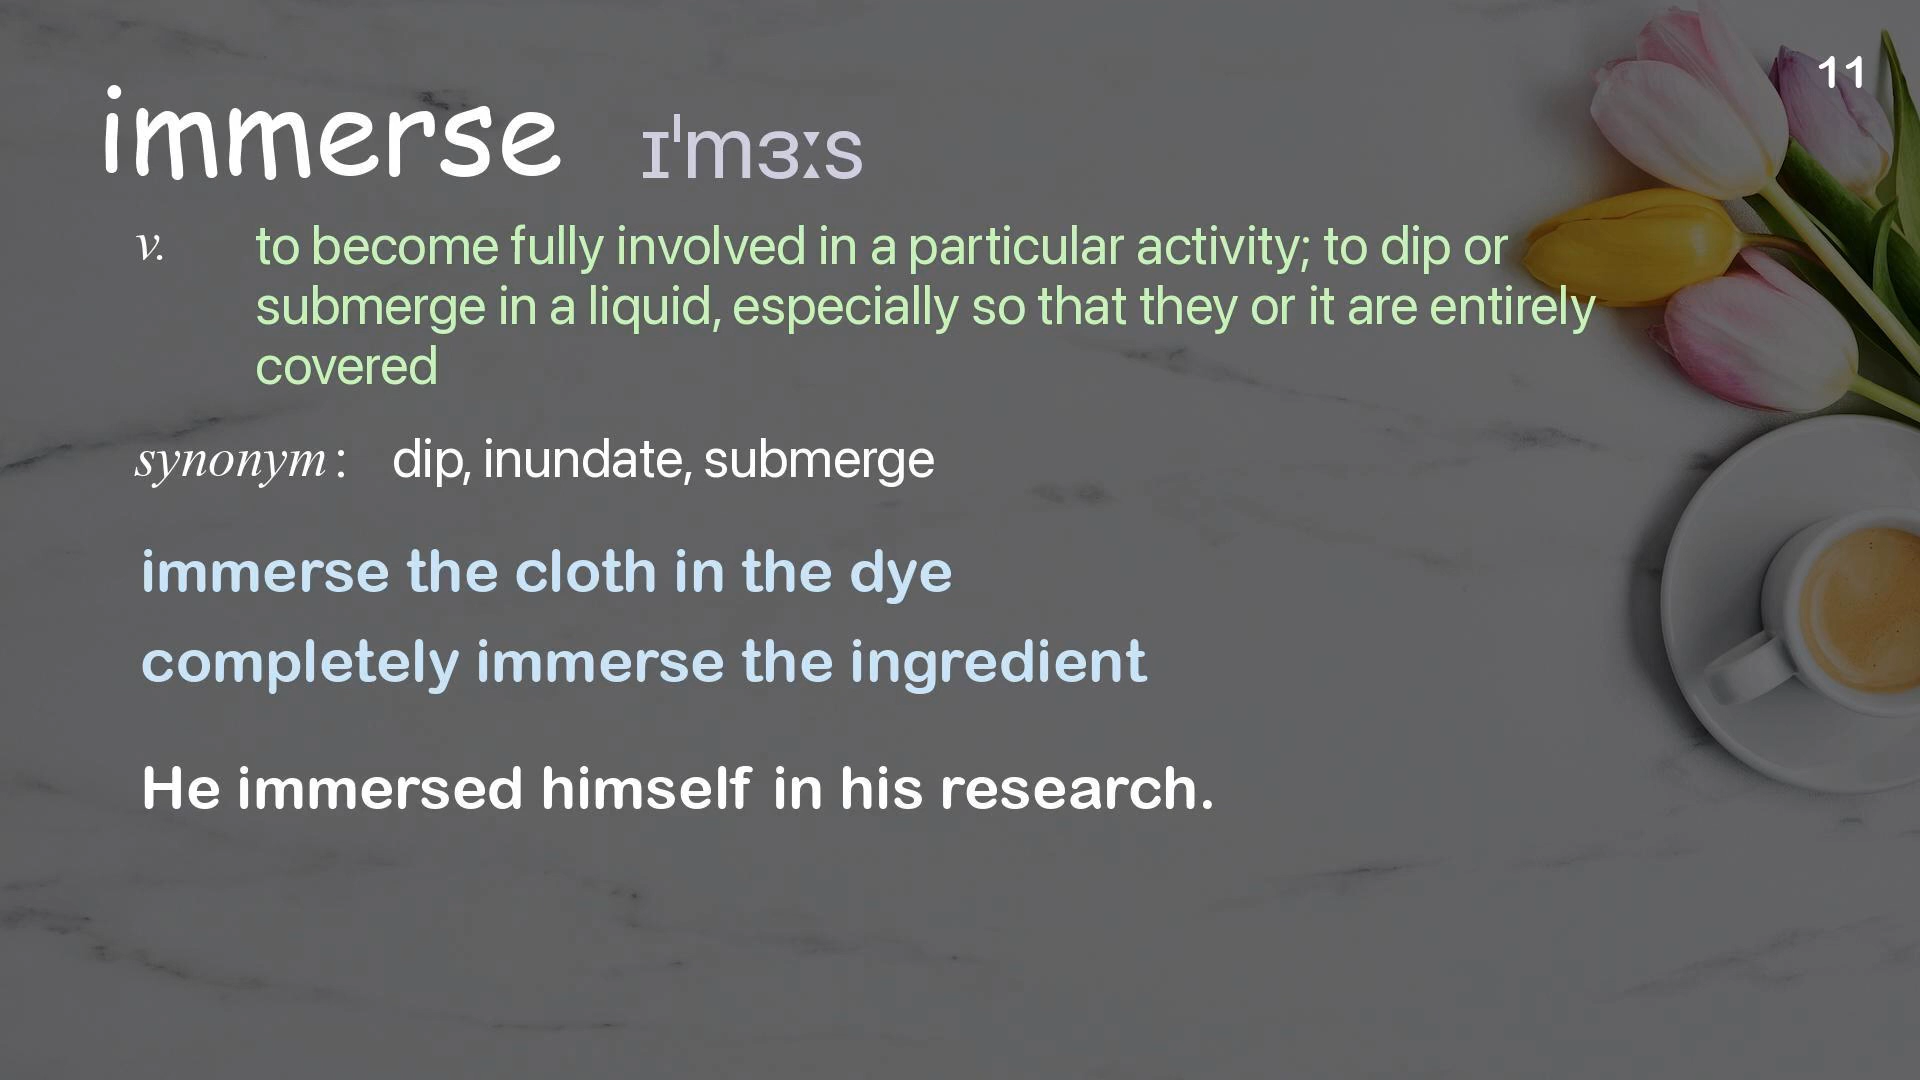 11
immerse ɪˈmɜːs
v. to become fully involved in a particular activity; to dip or
submerge in a liquid, especially so that they or it are entirely
covered
synonym: dip, inundate, submerge
immerse the cloth in the dye
completely immerse the ingredient
He immersed himself in his research.